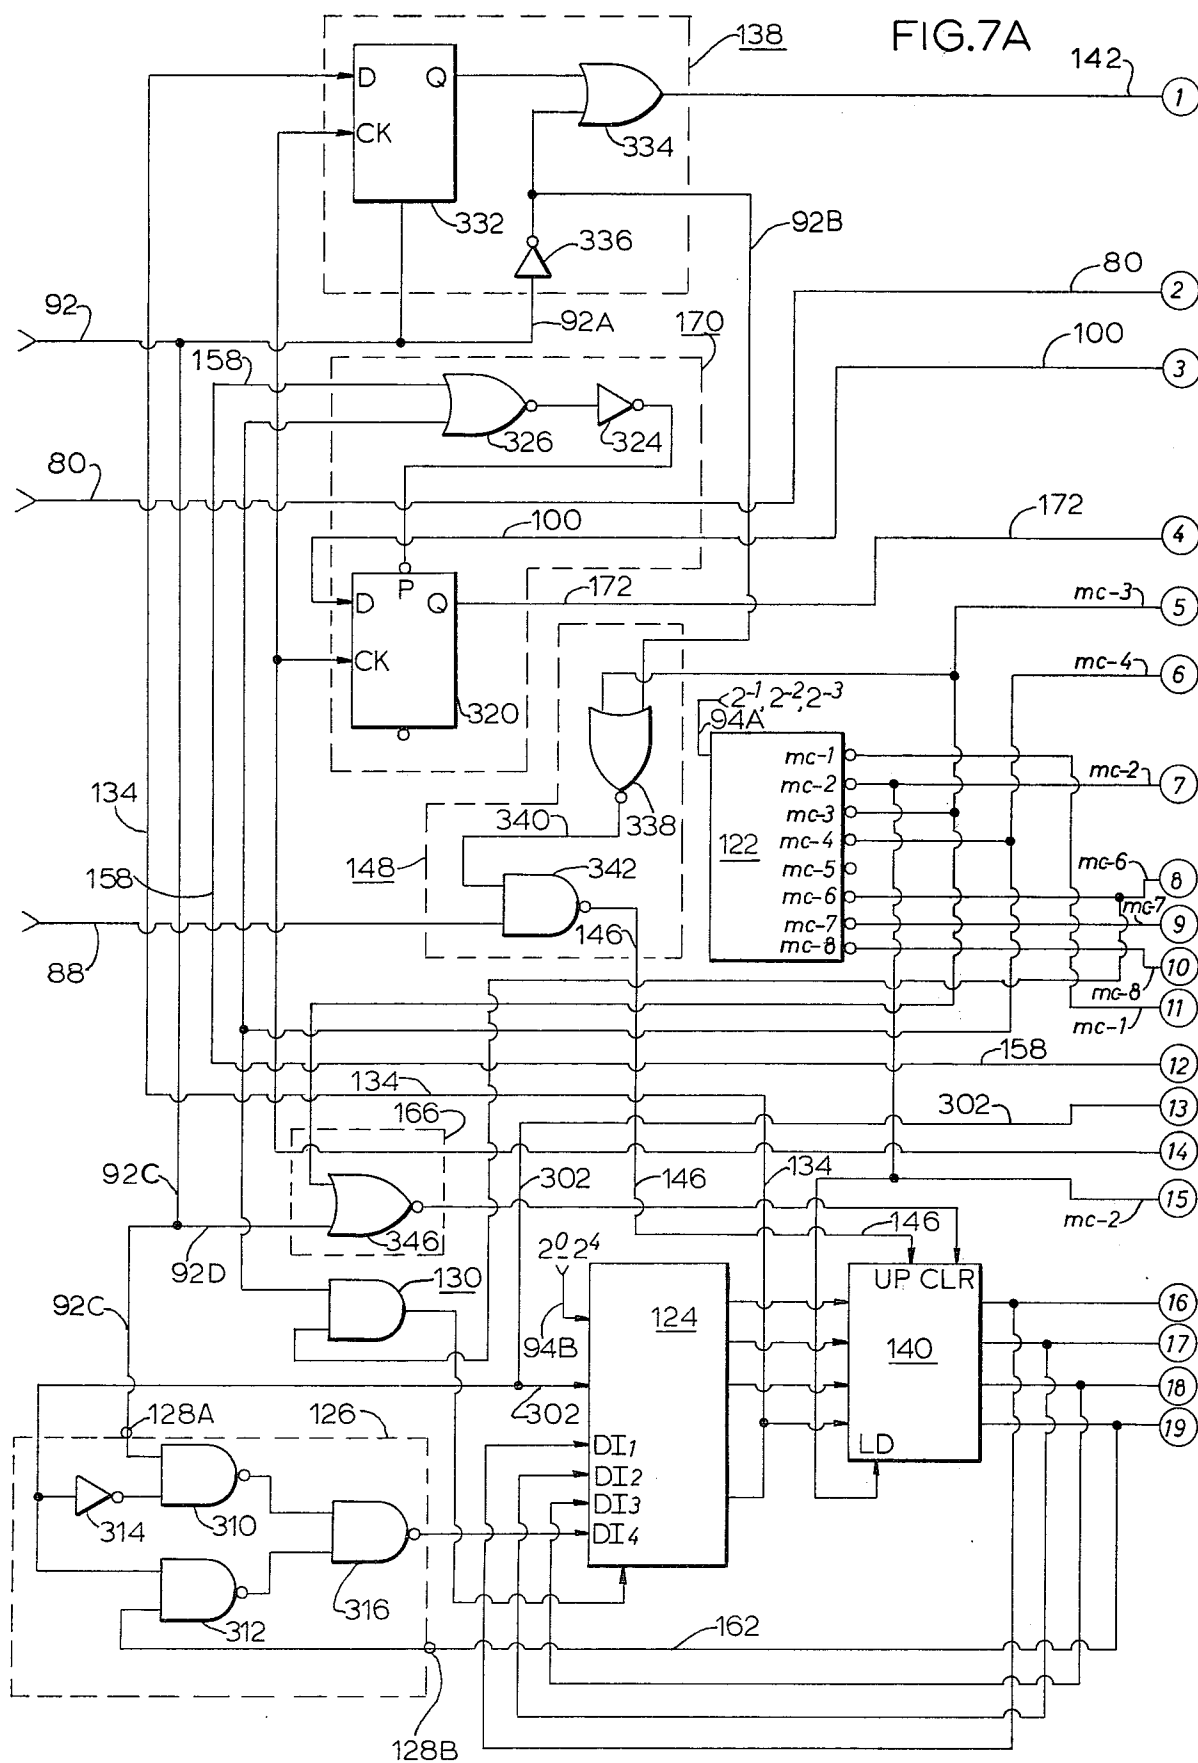 FIG.7A
138
142
1
D
Q
CK
334
332
92B
336
80
2
92
92A
170
100
3
158
326
324
80
100
172
4
P
D
Q
172
mc-3
5
CK
mc-4
6
320
2-1, 2-2, 2-3
94A
mc-1
mc-2
mc-2
7
134
340
338
mc-3
122
mc-4
148
342
mc-5
mc-6
8
158
mc-6
mc-7
9
146
mc-7
mc-8
10
88
mc-8
mc-1
11
158
12
134
302
13
166
14
92C
302
146
134
mc-2
15
346
146
92D
20-24
UP CLR
130
16
92C
124
94B
140
17
302
18
128A
126
19
DI1
LD
DI2
314
310
DI3
DI4
316
312
162
128B